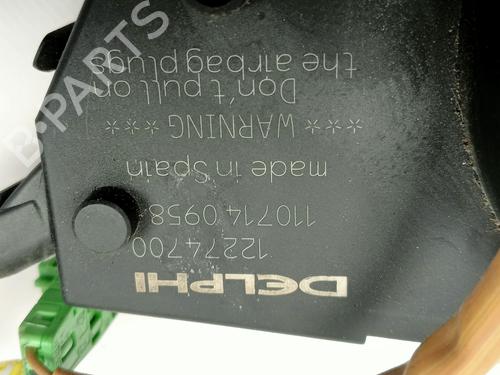 DELPHI
12274700
110714 0958
made in Spain
*** WARNING ***
Don't pull on
the airbag plugs
B-PARTS